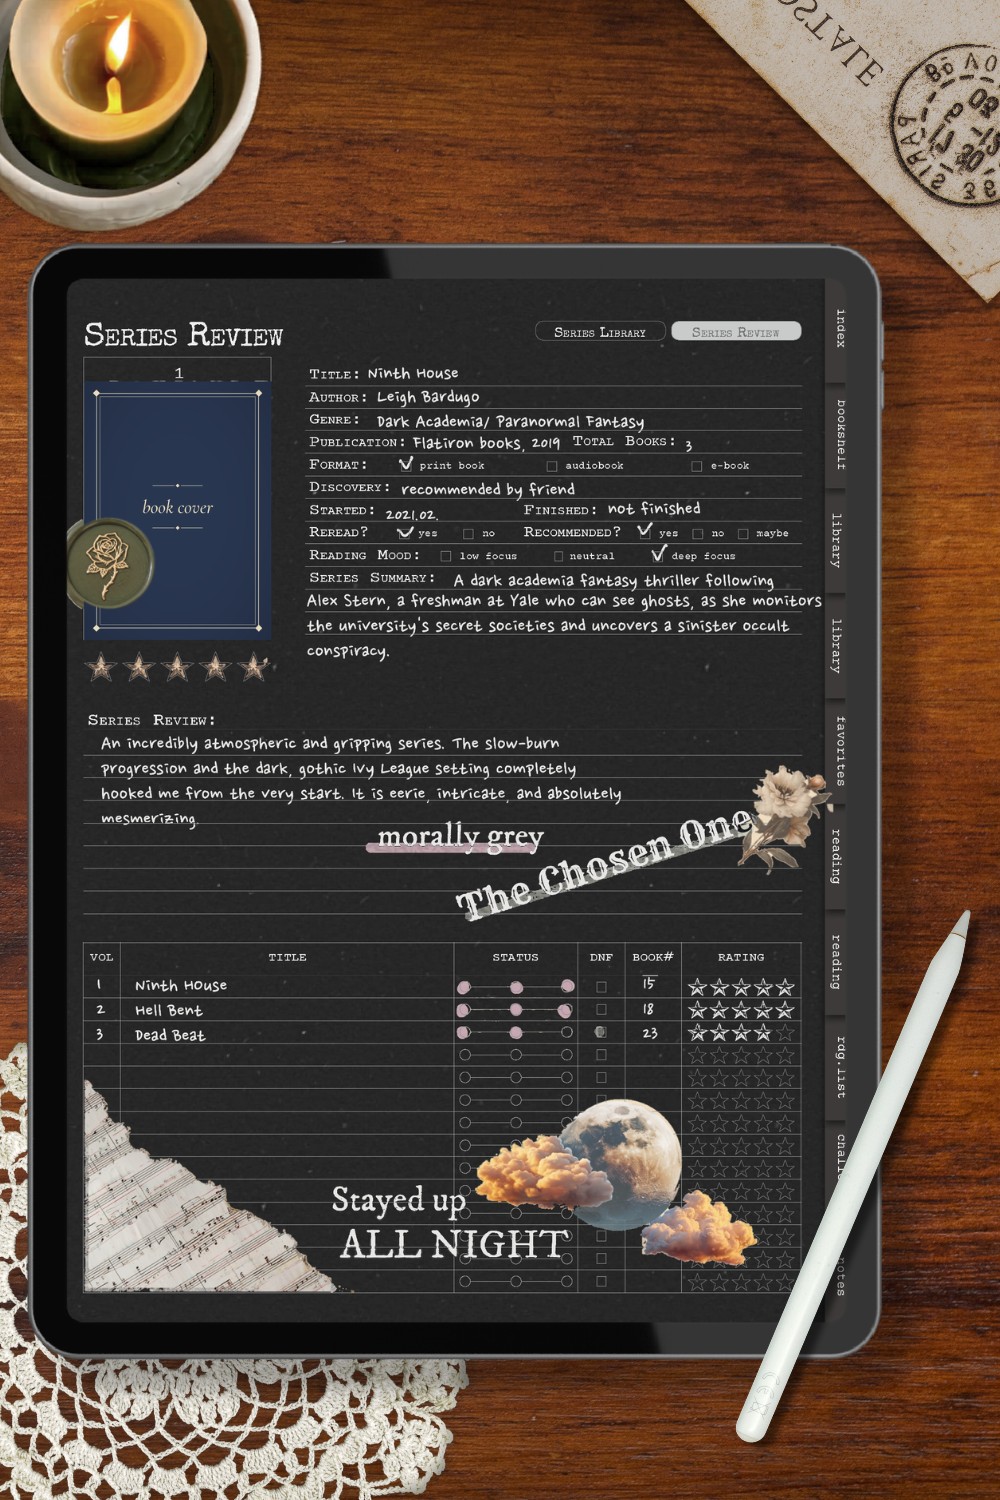 OSTALE
Series Review
Series Library
Series Review
1
book cover
Title: Ninth House
Author: Leigh Bardugo
Genre: Dark Academia/ Paranormal Fantasy
Publication: Flatiron books, 2019 Total Books: 3
Format: print book audiobook e-book
Discovery: recommended by friend
Started: 2021.02. Finished: not finished
Reread? yes no Recommended? yes no maybe
Reading Mood: low focus neutral deep focus
Series Summary: A dark academia fantasy thriller following
Alex Stern, a freshman at Yale who can see ghosts, as she monitors
the university's secret societies and uncovers a sinister occult
conspiracy.
Series Review:
An incredibly atmospheric and gripping series. The slow-burn
progression and the dark, gothic Ivy League setting completely
hooked me from the very start. It is eerie, intricate, and absolutely
mesmerizing.
morally grey
The Chosen One
VOL TITLE STATUS DNF BOOK# RATING
1 Ninth House 15
2 Hell Bent 18
3 Dead Beat 23
Stayed up
ALL NIGHT
index
bookshelf
library
library
favorites
reading
reading
rdg.list
chall
notes